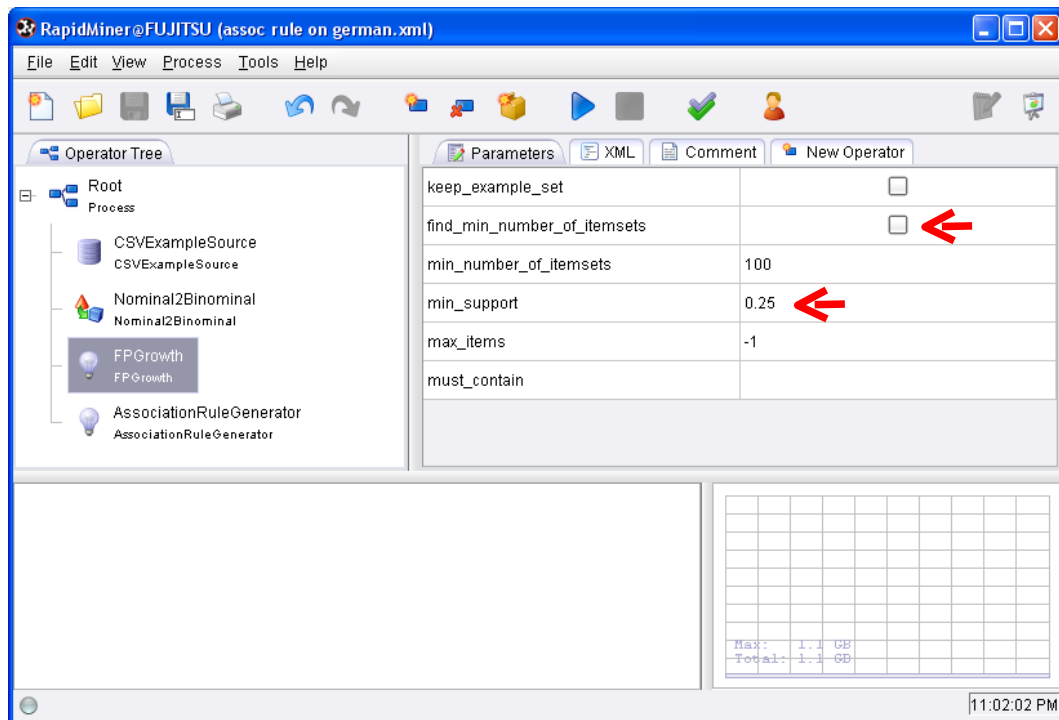 RapidMiner@FUJITSU (assoc rule on german.xml)
File Edit View Process Tools Help
Operator Tree
Root
Process
CSVExampleSource
CSVExampleSource
Nominal2Binominal
Nominal2Binominal
FPGrowth
FPGrowth
AssociationRuleGenerator
AssociationRuleGenerator
Parameters XML Comment New Operator
keep_example_set
find_min_number_of_itemsets
min_number_of_itemsets 100
min_support 0.25
max_items -1
must_contain
Max: 1.1 GB
Total: 1.1 GB
11:02:02 PM